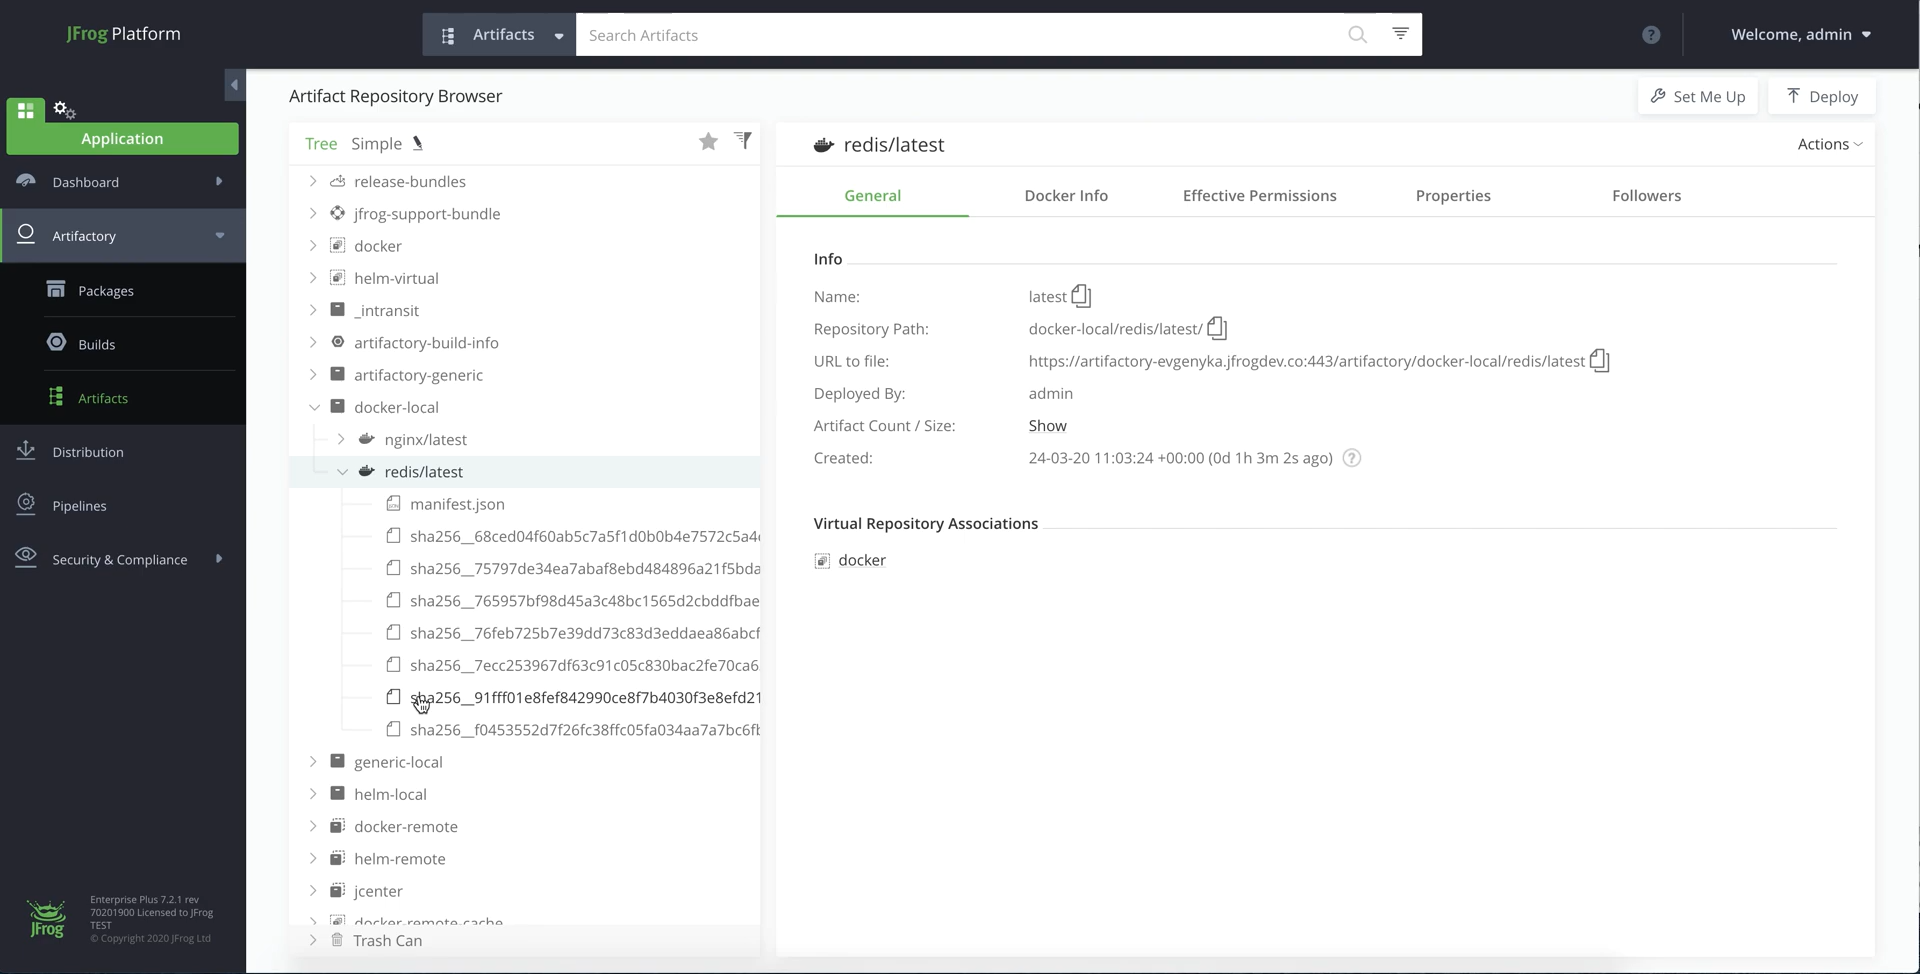 JFrog Platform
Artifacts
Search Artifacts
?
Welcome, admin
Artifact Repository Browser
Set Me Up
Deploy
Application
Dashboard
Artifactory
Packages
Builds
Artifacts
Distribution
Pipelines
Security & Compliance
Enterprise Plus 7.2.1 rev
70201900 Licensed to JFrog
TEST
© Copyright 2020 JFrog Ltd
JFrog
Tree
Simple
release-bundles
jfrog-support-bundle
docker
helm-virtual
_intransit
artifactory-build-info
artifactory-generic
docker-local
nginx/latest
redis/latest
manifest.json
sha256__68ced04f60ab5c7a5f1d0b0b4e7572c5a4
sha256__75797de34ea7abaf8ebd484896a21f5bda
sha256__765957bf98d45a3c48bc1565d2cbddfbae
sha256__76feb725b7e39dd73c83d3eddaea86abcf
sha256__7ecc253967df63c91c05c830bac2fe70ca6
sha256__91fff01e8fef842990ce8f7b4030f3e8efd21
sha256__f0453552d7f26fc38ffc05fa034aa7a7bc6f
generic-local
helm-local
docker-remote
helm-remote
jcenter
docker-remote-cache
Trash Can
redis/latest
Actions
General
Docker Info
Effective Permissions
Properties
Followers
Info
Name: latest
Repository Path: docker-local/redis/latest/
URL to file: https://artifactory-evgenyka.jfrogdev.co:443/artifactory/docker-local/redis/latest
Deployed By: admin
Artifact Count / Size: Show
Created: 24-03-20 11:03:24 +00:00 (0d 1h 3m 2s ago) ?
Virtual Repository Associations
docker